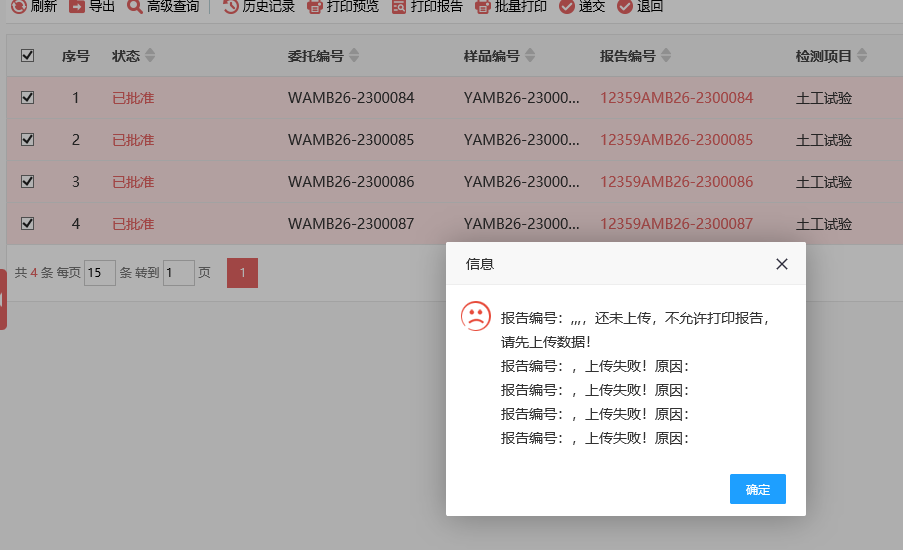 刷新 导出 高级查询 历史记录 打印预览 打印报告 批量打印 递交 退回
序号 状态 委托编号 样品编号 报告编号 检测项目
1 已批准 WAMB26-2300084 YAMB26-23000... 12359AMB26-2300084 土工试验
2 已批准 WAMB26-2300085 YAMB26-23000... 12359AMB26-2300085 土工试验
3 已批准 WAMB26-2300086 YAMB26-23000... 12359AMB26-2300086 土工试验
4 已批准 WAMB26-2300087 YAMB26-23000... 12359AMB26-2300087 土工试验
共 4 条 每页 15 条 转到 1 页 1
信息
报告编号：,,,，还未上传，不允许打印报告，
请先上传数据！
报告编号：，上传失败！原因：
报告编号：，上传失败！原因：
报告编号：，上传失败！原因：
报告编号：，上传失败！原因：
确定